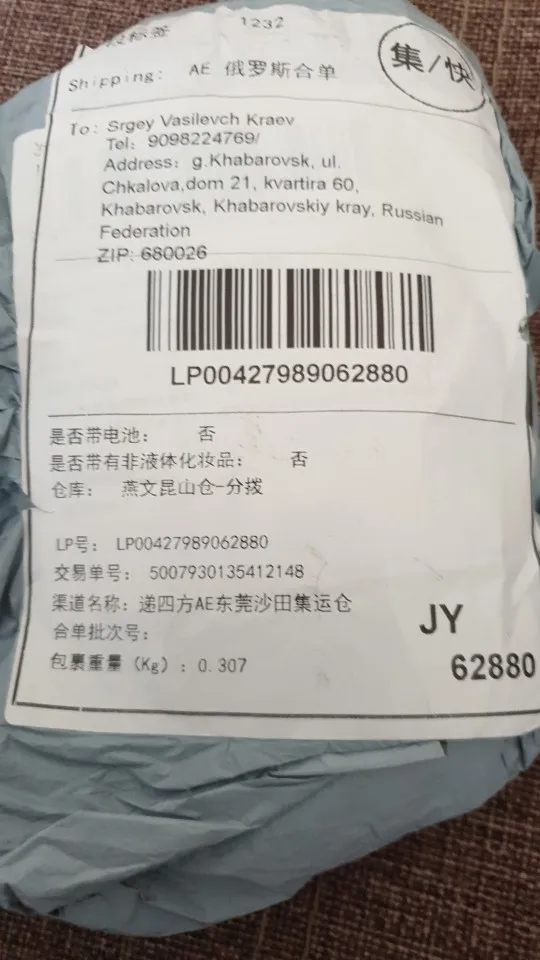 标签
1232
Shipping: AE 俄罗斯合单
集/快
To: Srgey Vasilevch Kraev
Tel: 9098224769/
Address: g.Khabarovsk, ul.
Chkalova,dom 21, kvartira 60,
Khabarovsk, Khabarovskiy kray, Russian
Federation
ZIP: 680026
LP00427989062880
是否带电池: 否
是否带有非液体化妆品: 否
仓库: 燕文昆山仓-分拨
LP号: LP00427989062880
交易单号: 5007930135412148
渠道名称: 递四方AE东莞沙田集运仓
合单批次号:
包裹重量 (Kg) : 0.307
JY
62880